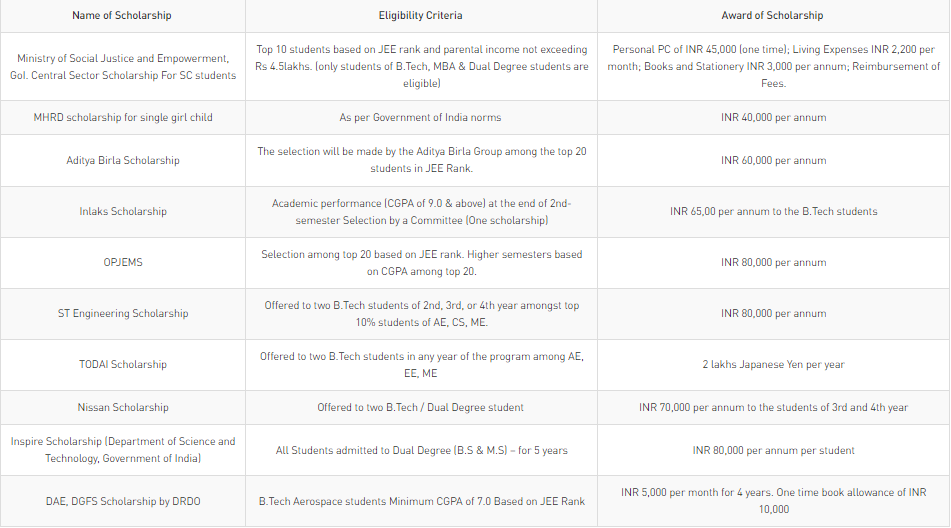 Name of Scholarship
Eligibility Criteria
Award of Scholarship
Ministry of Social Justice and Empowerment,
GoI. Central Sector Scholarship For SC students
Top 10 students based on JEE rank and parental income not exceeding
Rs 4.5lakhs. (only students of B.Tech, MBA & Dual Degree students are
eligible)
Personal PC of INR 45,000 (one time); Living Expenses INR 2,200 per
month; Books and Stationery INR 3,000 per annum; Reimbursement of
Fees.
MHRD scholarship for single girl child
As per Government of India norms
INR 40,000 per annum
Aditya Birla Scholarship
The selection will be made by the Aditya Birla Group among the top 20
students in JEE Rank.
INR 60,000 per annum
Inlaks Scholarship
Academic performance (CGPA of 9.0 & above) at the end of 2nd-
semester Selection by a Committee (One scholarship)
INR 65,00 per annum to the B.Tech students
OPJEMS
Selection among top 20 based on JEE rank. Higher semesters based
on CGPA among top 20.
INR 80,000 per annum
ST Engineering Scholarship
Offered to two B.Tech students of 2nd, 3rd, or 4th year amongst top
10% students of AE, CS, ME.
INR 80,000 per annum
TODAI Scholarship
Offered to two B.Tech students in any year of the program among AE,
EE, ME
2 lakhs Japanese Yen per year
Nissan Scholarship
Offered to two B.Tech / Dual Degree student
INR 70,000 per annum to the students of 3rd and 4th year
Inspire Scholarship (Department of Science and
Technology, Government of India)
All Students admitted to Dual Degree (B.S & M.S) – for 5 years
INR 80,000 per annum per student
DAE, DGFS Scholarship by DRDO
B.Tech Aerospace students Minimum CGPA of 7.0 Based on JEE Rank
INR 5,000 per month for 4 years. One time book allowance of INR
10,000